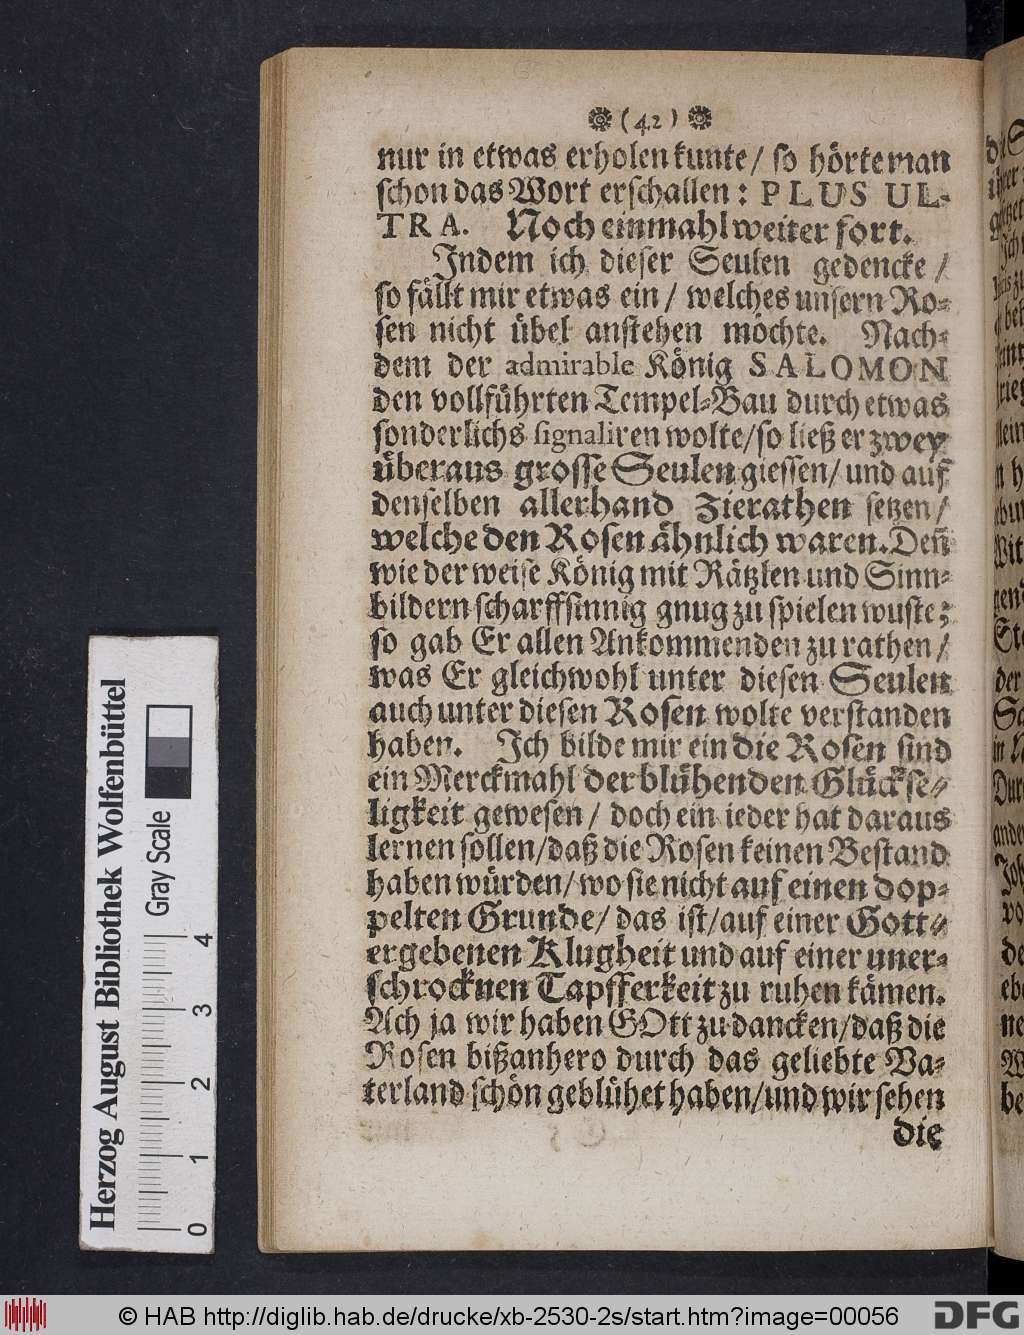 (42)
nur in etwas erholen kunte/ so hörte man
schon das Wort erschallen: PLUS UL-
TRA. Noch einmahl weiter fort.
Indem ich dieser Seulen gedencke/
so fällt mir etwas ein/ welches unsern Ro-
sen nicht übel anstehen möchte. Nach-
dem der admirable König SALOMON
den vollführten Tempel-Bau durch etwas
sonderlichs signaliren wolte/so ließ er zwey
überaus grosse Seulen giessen/ und auf
denselben allerhand Zierathen setzen/
welche den Rosen ähnlich waren. Deñ
wie der weise König mit Rätzlen und Sinn-
bildern scharffsinnig gnug zu spielen wuste;
so gab Er allen Ankommenden zu rathen/
was Er gleichwohl unter diesen Seulen
auch unter diesen Rosen wolte verstanden
haben. Ich bilde mir ein die Rosen sind
ein Merckmahl der blühenden Glückse-
ligkeit gewesen/ doch ein ieder hat daraus
lernen sollen/daß die Rosen keinen Bestand
haben würden/ wo sie nicht auf einen dop-
pelten Grunde/ das ist/auf einer Gott-
ergebenen Klugheit und auf einer uner-
schrocknen Tapfferkeit zu ruhen kämen.
Ach ja wir haben GOtt zu dancken/daß die
Rosen bißanhero durch das geliebte Va-
terland schön geblühet haben/und wir sehen
die
Herzog August Bibliothek Wolfenbüttel
Gray Scale
0 1 2 3 4
© HAB http://diglib.hab.de/drucke/xb-2530-2s/start.htm?image=00056
DFG